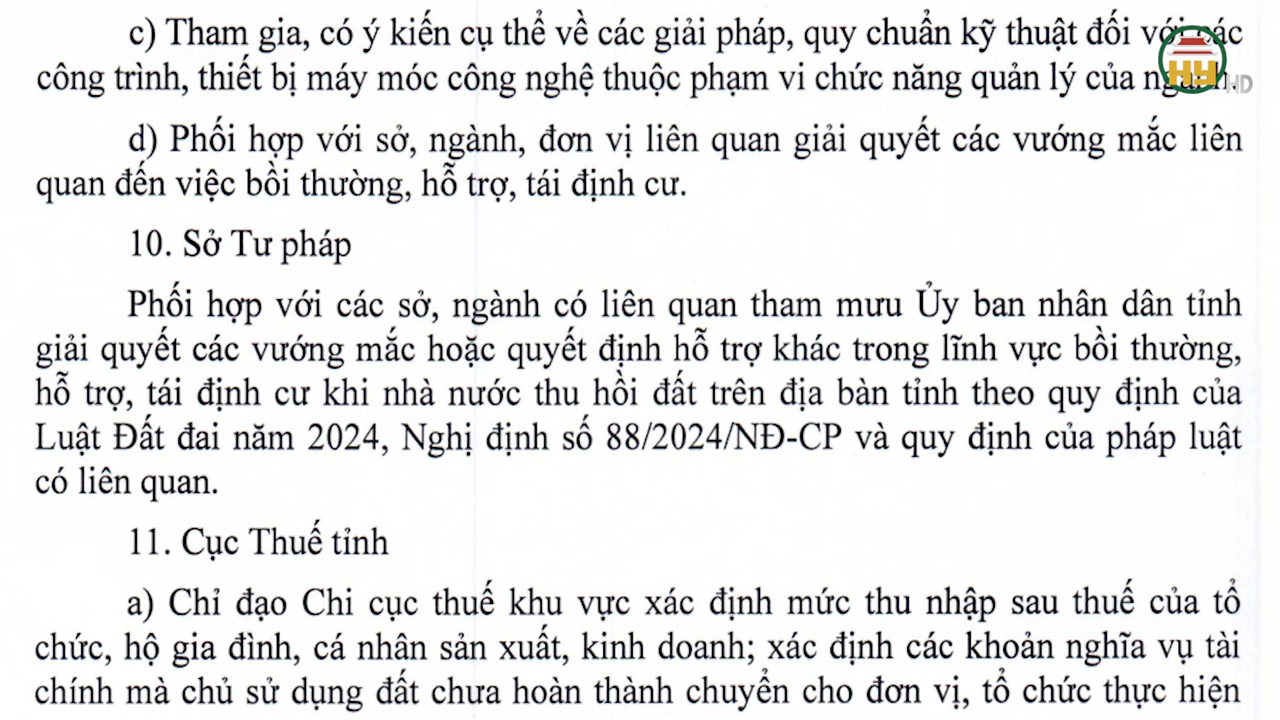 c) Tham gia, có ý kiến cụ thể về các giải pháp, quy chuẩn kỹ thuật đối với các
công trình, thiết bị máy móc công nghệ thuộc phạm vi chức năng quản lý của ngành.
d) Phối hợp với sở, ngành, đơn vị liên quan giải quyết các vướng mắc liên
quan đến việc bồi thường, hỗ trợ, tái định cư.
10. Sở Tư pháp
Phối hợp với các sở, ngành có liên quan tham mưu Ủy ban nhân dân tỉnh
giải quyết các vướng mắc hoặc quyết định hỗ trợ khác trong lĩnh vực bồi thường,
hỗ trợ, tái định cư khi nhà nước thu hồi đất trên địa bàn tỉnh theo quy định của
Luật Đất đai năm 2024, Nghị định số 88/2024/NĐ-CP và quy định của pháp luật
có liên quan.
11. Cục Thuế tỉnh
a) Chỉ đạo Chi cục thuế khu vực xác định mức thu nhập sau thuế của tổ
chức, hộ gia đình, cá nhân sản xuất, kinh doanh; xác định các khoản nghĩa vụ tài
chính mà chủ sử dụng đất chưa hoàn thành chuyển cho đơn vị, tổ chức thực hiện
HY
HD